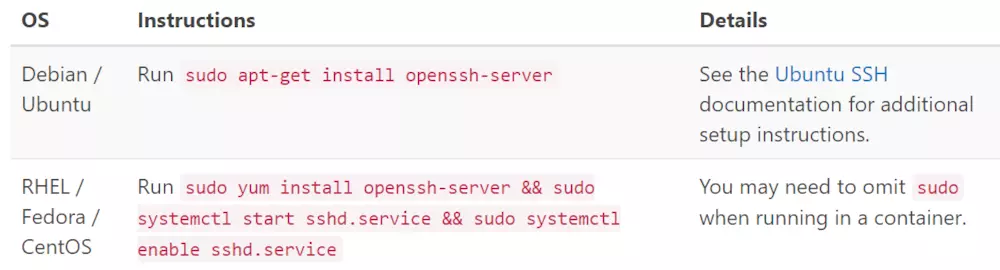 OS Instructions Details
Debian / Run sudo apt-get install openssh-server See the Ubuntu SSH
Ubuntu documentation for additional
setup instructions.
RHEL / Run sudo yum install openssh-server && sudo You may need to omit sudo
Fedora / systemctl start sshd.service && sudo systemctl when running in a container.
CentOS enable sshd.service